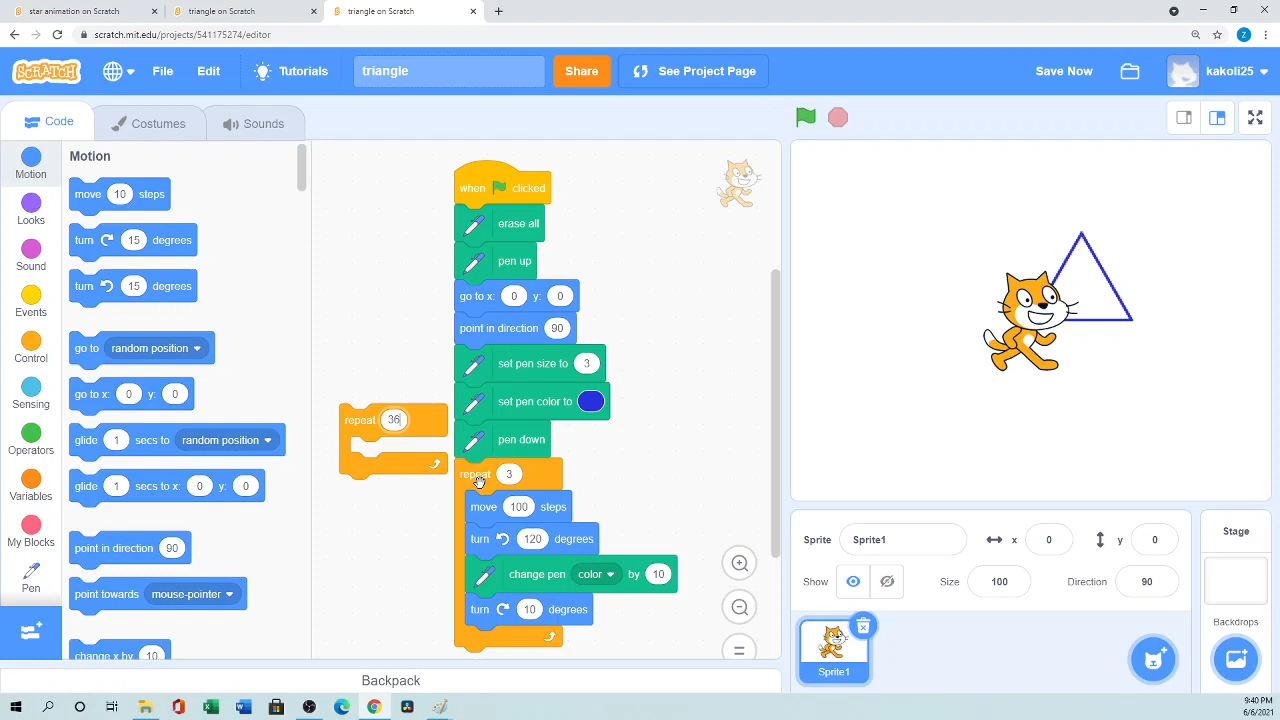 star animation on Scratch
triangle on Scratch
triangle on Scratch
scratch.mit.edu/projects/541175274/editor
Z
SCRATCH
File
Edit
Tutorials
triangle
Share
See Project Page
Save Now
kakoli25
Code
Costumes
Sounds
Motion
Looks
Sound
Events
Control
Sensing
Operators
Variables
My Blocks
Pen
Motion
move 10 steps
turn 15 degrees
turn 15 degrees
go to random position
go to x: 0 y: 0
glide 1 secs to random position
glide 1 secs to x: 0 y: 0
point in direction 90
point towards mouse-pointer
change x by 10
repeat 36
when clicked
erase all
pen up
go to x: 0 y: 0
point in direction 90
set pen size to 3
set pen color to
pen down
repeat 3
move 100 steps
turn 120 degrees
change pen color by 10
turn 10 degrees
Backpack
Sprite Sprite1 x 0 y 0
Show Size 100 Direction 90
Sprite1
Stage
Backdrops
9:40 PM
6/6/2021